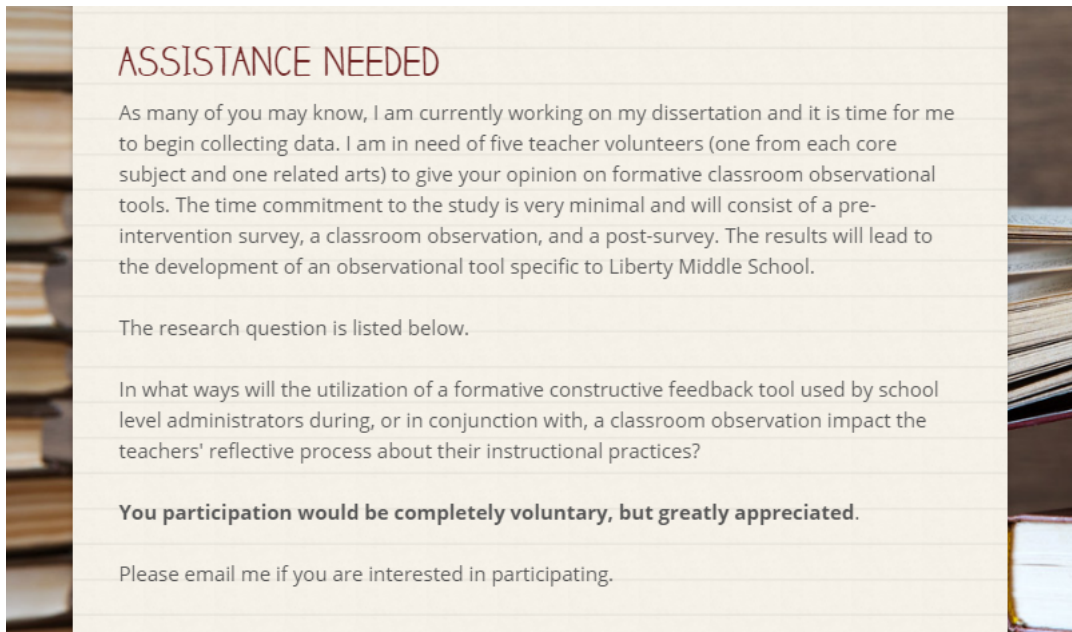 ASSISTANCE NEEDED
As many of you may know, I am currently working on my dissertation and it is time for me
to begin collecting data. I am in need of five teacher volunteers (one from each core
subject and one related arts) to give your opinion on formative classroom observational
tools. The time commitment to the study is very minimal and will consist of a pre-
intervention survey, a classroom observation, and a post-survey. The results will lead to
the development of an observational tool specific to Liberty Middle School.
The research question is listed below.
In what ways will the utilization of a formative constructive feedback tool used by school
level administrators during, or in conjunction with, a classroom observation impact the
teachers' reflective process about their instructional practices?
You participation would be completely voluntary, but greatly appreciated.
Please email me if you are interested in participating.